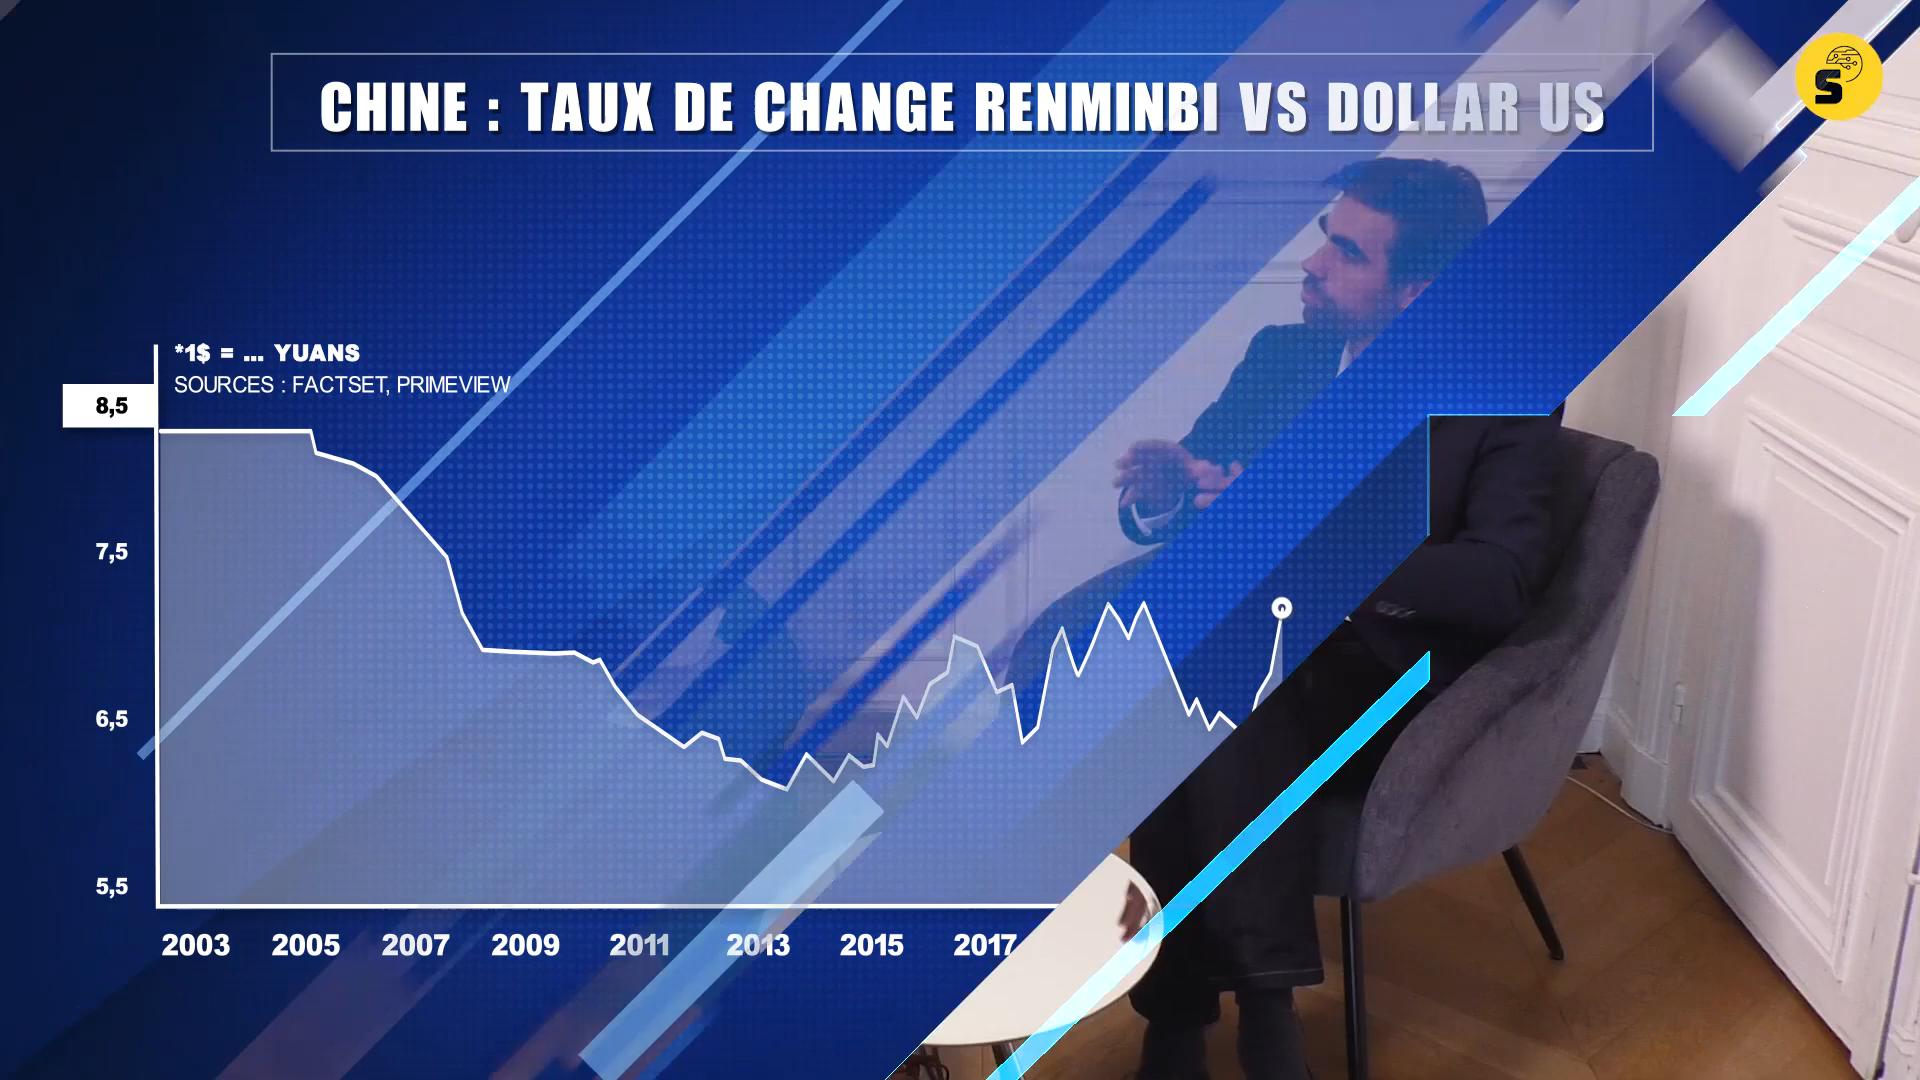 CHINE : TAUX DE CHANGE RENMINBI VS DOLLAR US
S
*1$ = ... YUANS
SOURCES : FACTSET, PRIMEVIEW
8,5
7,5
6,5
5,5
2003 2005 2007 2009 2011 2013 2015 2017